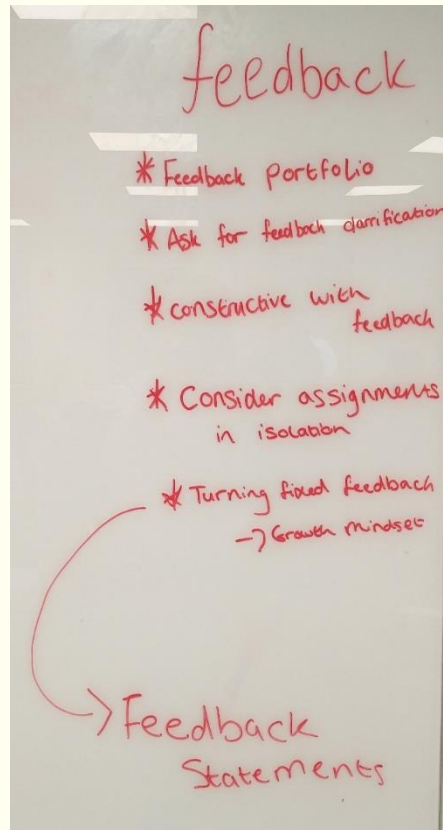 feedback
* Feedback portfolio
* Ask for feedback clarification
* constructive with
feedback
* Consider assignments
in isolation
* Turning fixed feedback
-> Growth mindset
Feedback
Statements